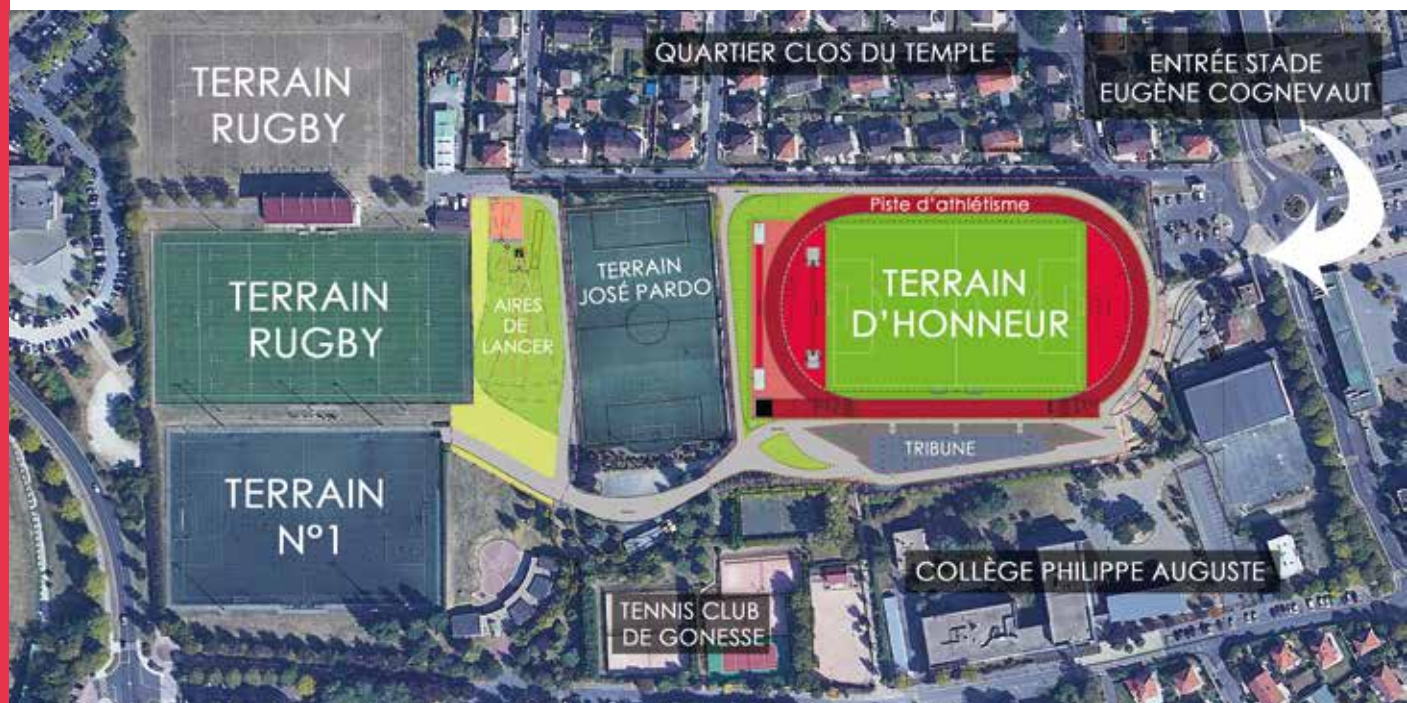 QUARTIER CLOS DU TEMPLE
ENTRÉE STADE
EUGÈNE COGNEVAUT
TERRAIN
RUGBY
Piste d'athlétisme
TERRAIN
RUGBY
AIRES
DE
LANCER
TERRAIN
JOSÉ PARDO
TERRAIN
D'HONNEUR
TRIBUNE
TERRAIN
N°1
COLLÈGE PHILIPPE AUGUSTE
TENNIS CLUB
DE GONESSE